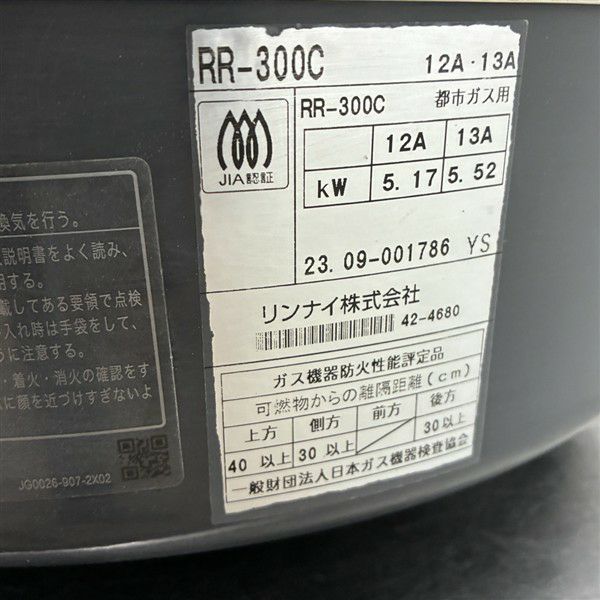 RR-300C 12A・13A
JIA認証
RR-300C 都市ガス用
12A 13A
kW 5.17 5.52
23.09-001786 YS
リンナイ株式会社
42-4680
ガス機器防火性能評定品
可燃物からの離隔距離(cm)
上方 側方 前方 後方
40以上 30以上 30以上
一般財団法人日本ガス機器検査協会
換気を行う。
説明書をよく読み、
用する。
載してある要領で点検
入れ時は手袋をして、
に注意する。
・着火・消火の確認をす
に顔を近づけすぎないよ
JG0026-907-2X02